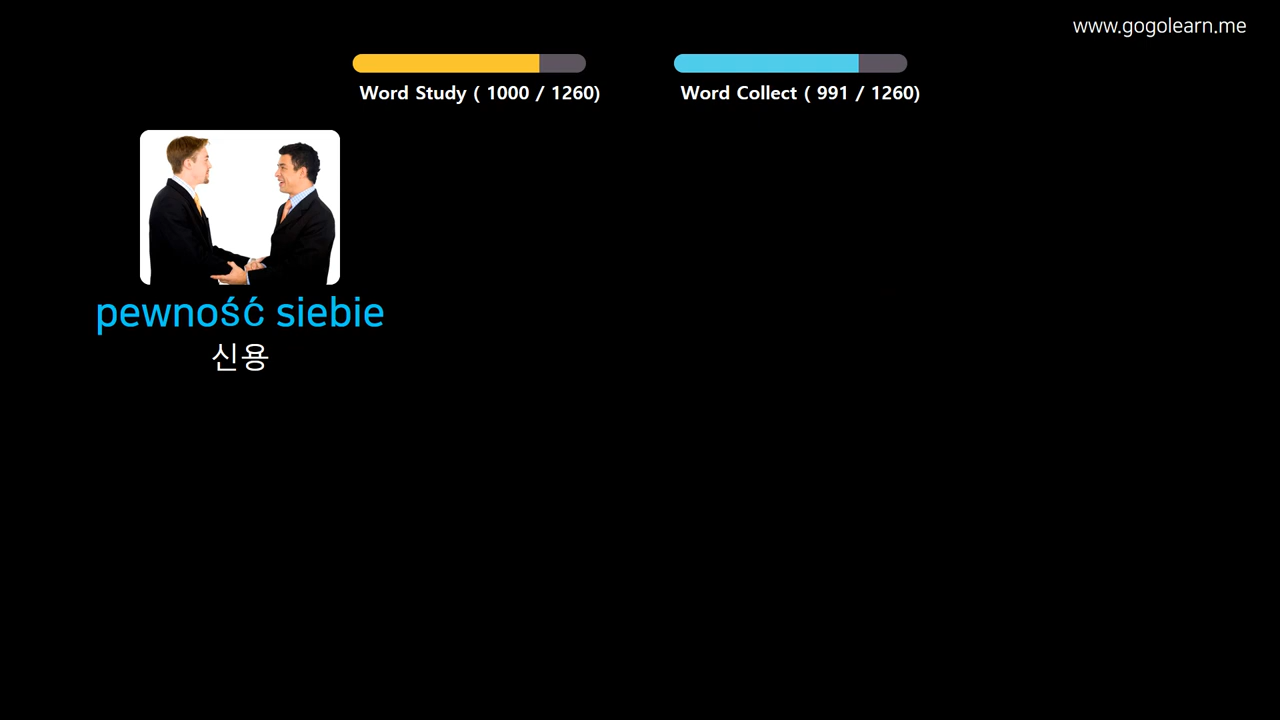 www.gogolearn.me
Word Study ( 1000 / 1260)
Word Collect ( 991 / 1260)
pewność siebie
신용